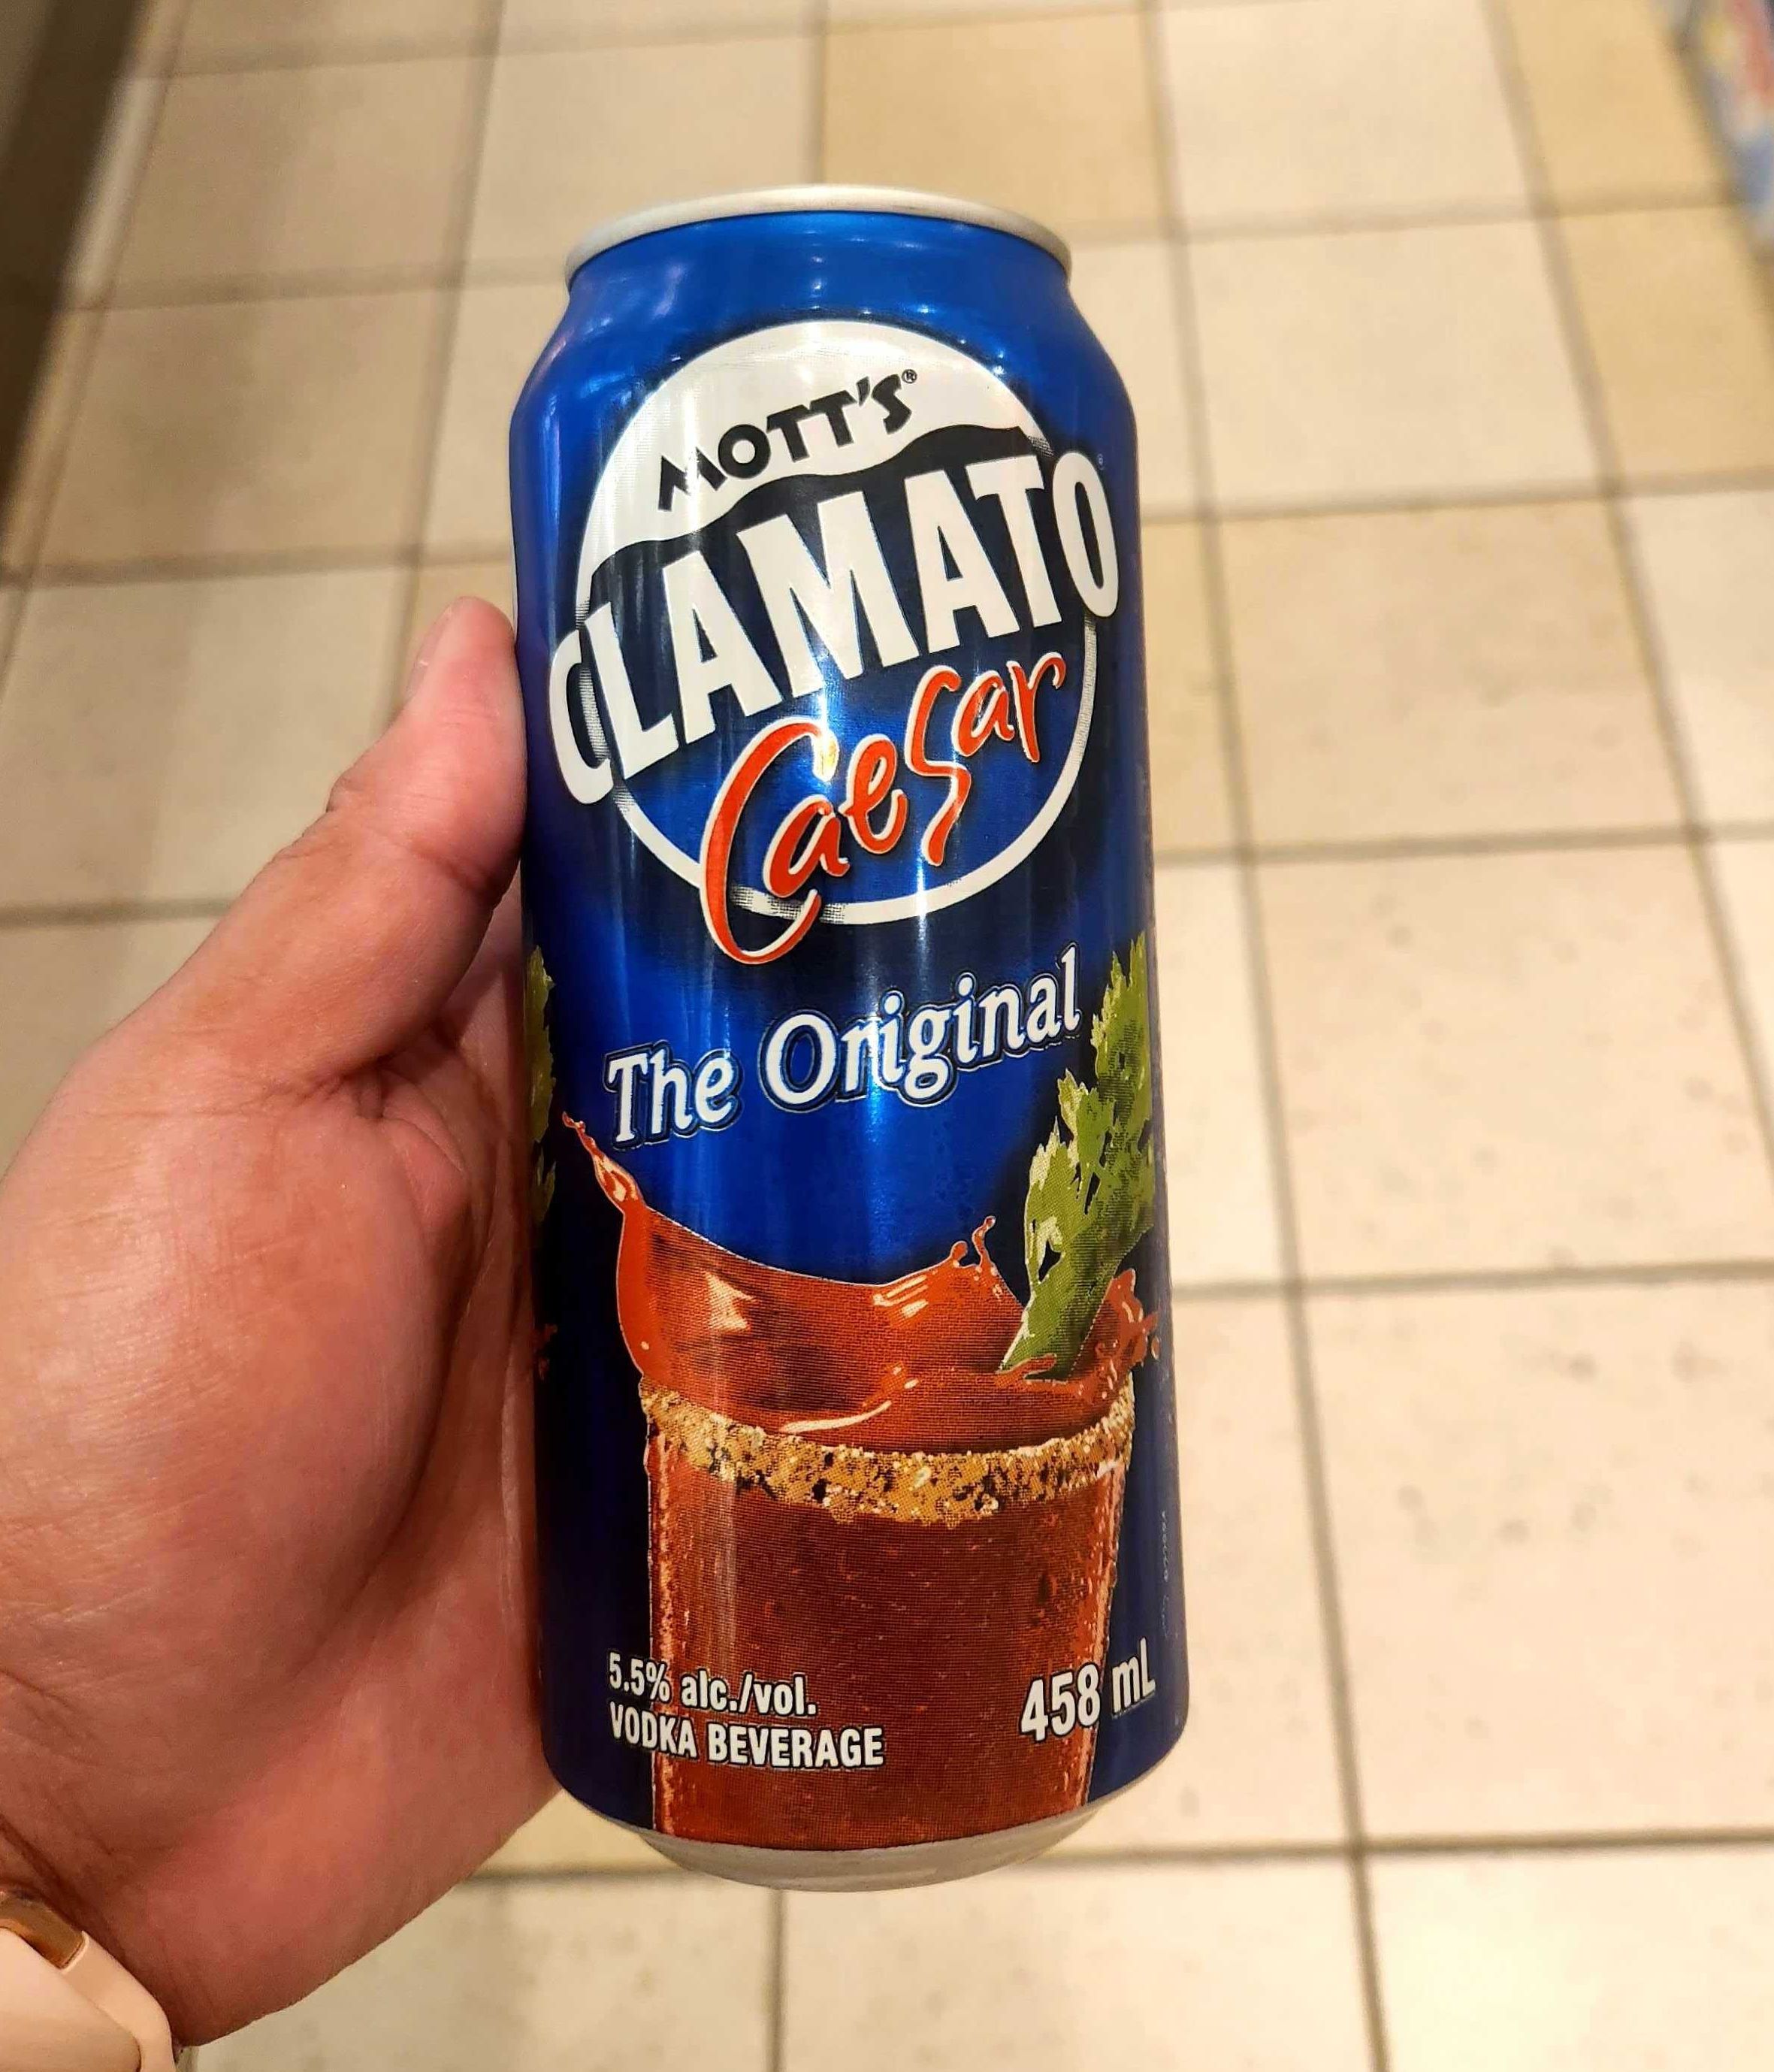 MOTT'S®
CLAMATO
Caesar
The Original
5.5% alc./vol.
VODKA BEVERAGE
458 mL